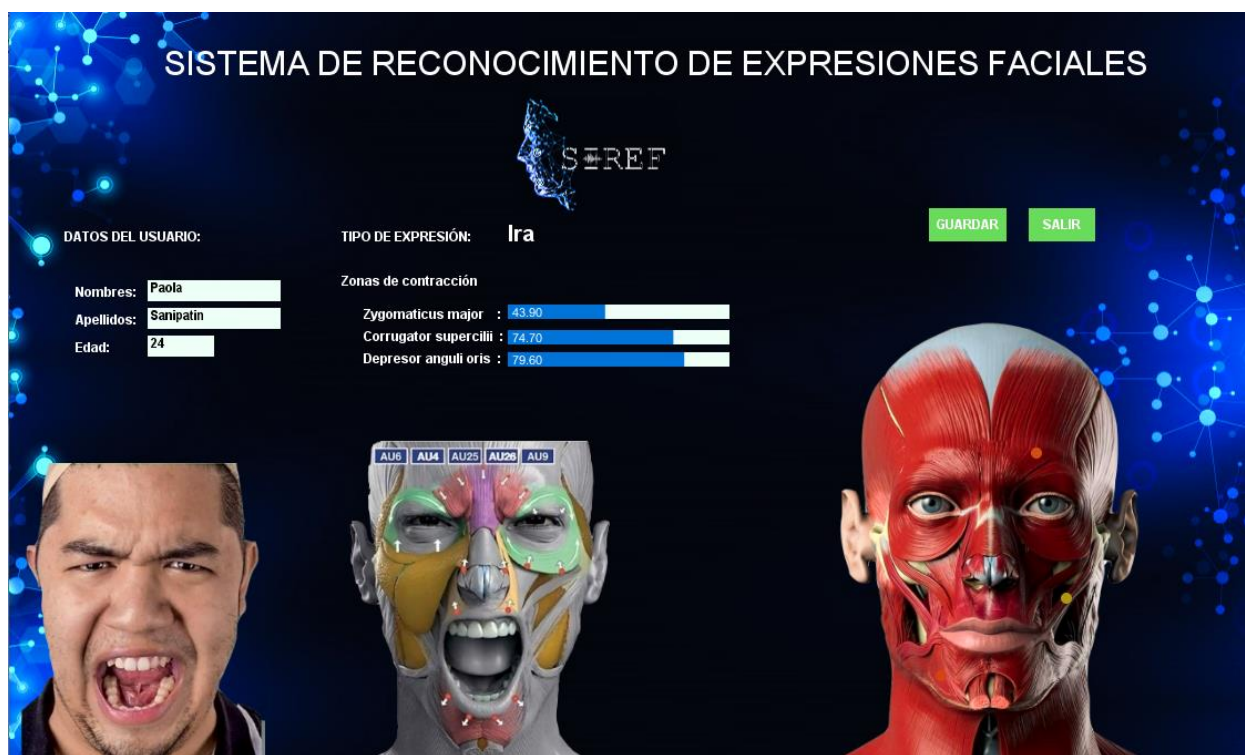 SISTEMA DE RECONOCIMIENTO DE EXPRESIONES FACIALES
SIREF
GUARDAR SALIR
DATOS DEL USUARIO:
TIPO DE EXPRESIÓN: Ira
Nombres: Paola
Apellidos: Sanipatin
Edad: 24
Zonas de contracción
Zygomaticus major : 43.90
Corrugator supercilii : 74.70
Depresor anguli oris : 79.60
AU6 AU4 AU25 AU26 AU9